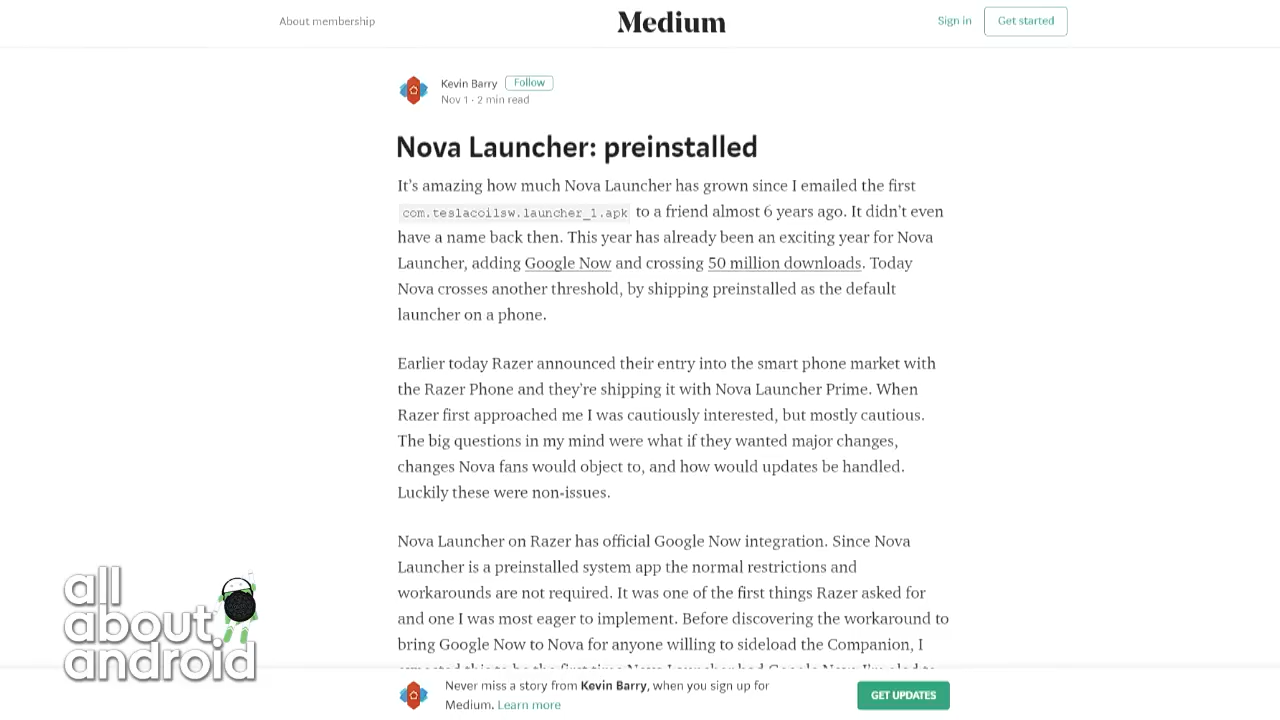 About membership
Medium
Sign in
Get started
Kevin Barry
Follow
Nov 1 · 2 min read
Nova Launcher: preinstalled
It’s amazing how much Nova Launcher has grown since I emailed the first
com.teslacoilsw.launcher_1.apk to a friend almost 6 years ago. It didn’t even
have a name back then. This year has already been an exciting year for Nova
Launcher, adding Google Now and crossing 50 million downloads. Today
Nova crosses another threshold, by shipping preinstalled as the default
launcher on a phone.
Earlier today Razer announced their entry into the smart phone market with
the Razer Phone and they’re shipping it with Nova Launcher Prime. When
Razer first approached me I was cautiously interested, but mostly cautious.
The big questions in my mind were what if they wanted major changes,
changes Nova fans would object to, and how would updates be handled.
Luckily these were non-issues.
Nova Launcher on Razer has official Google Now integration. Since Nova
Launcher is a preinstalled system app the normal restrictions and
workarounds are not required. It was one of the first things Razer asked for
and one I was most eager to implement. Before discovering the workaround to
bring Google Now to Nova for anyone willing to sideload the Companion, I
all
about
android
Never miss a story from Kevin Barry, when you sign up for
Medium. Learn more
GET UPDATES